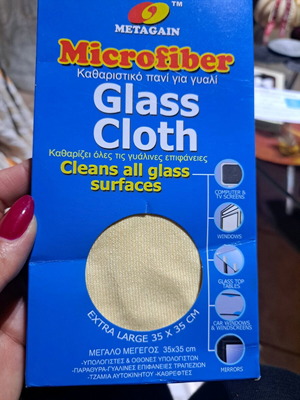 TM
METAGAIN
Microfiber
Καθαριστικό πανί για γυαλί
Glass
Cloth
Καθαρίζει όλες τις γυάλινες επιφάνειες
Cleans all glass
surfaces
COMPUTER &
TV SCREENS
WINDOWS
GLASS TOP
TABLES
CAR WINDOWS
& WINDSCREENS
MIRRORS
EXTRA LARGE 35 X 35 CM
ΜΕΓΑΛΟ ΜΕΓΕΘΟΣ 35x35 cm
-ΥΠΟΛΟΓΙΣΤΕΣ & ΟΘΟΝΕΣ ΥΠΟΛΟΓΙΣΤΩΝ
-ΠΑΡΑΘΥΡΑ-ΓΥΑΛΙΝΕΣ ΕΠΙΦΑΝΕΙΕΣ ΤΡΑΠΕΖΙΩΝ
-ΤΖΑΜΙΑ ΑΥΤΟΚΙΝΗΤΟΥ -ΚΑΘΡΕΦΤΕΣ